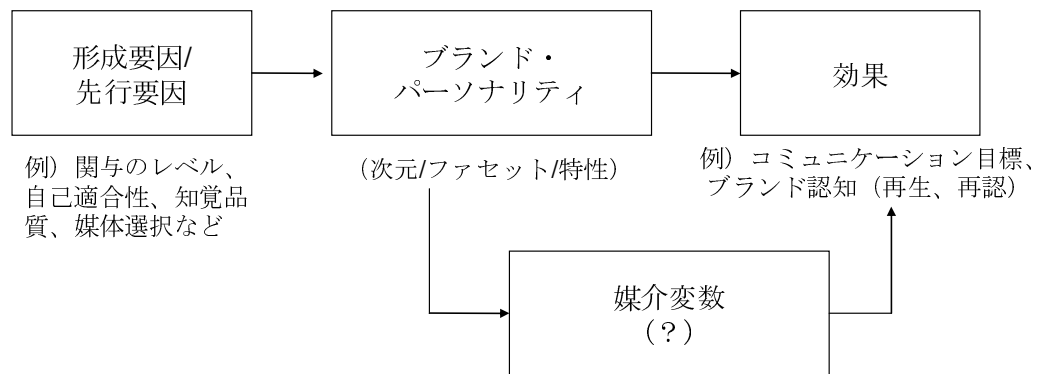 形成要因/
先行要因
ブランド・
パーソナリティ
効果
例）関与のレベル、
自己適合性、知覚品
質、媒体選択など
（次元/ファセット/特性）
例）コミュニケーション目標、
ブランド認知（再生、再認）
媒介変数
（？）